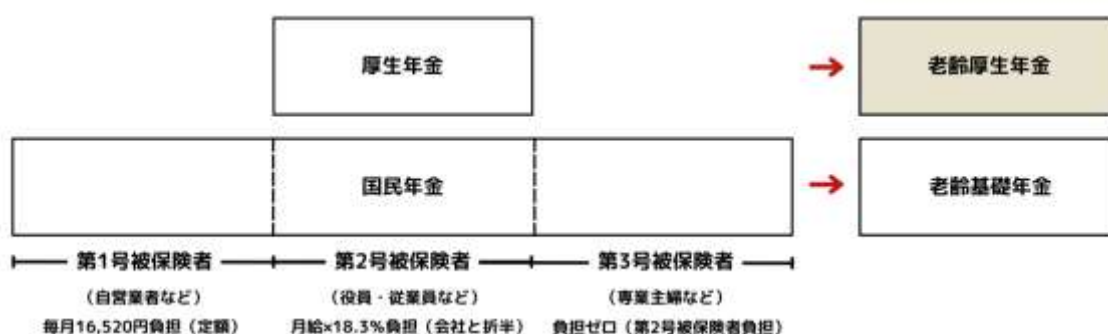 厚生年金
老齢厚生年金
国民年金
老齢基礎年金
第1号被保険者
第2号被保険者
第3号被保険者
（自営業者など）
（役員・従業員など）
（専業主婦など）
毎月16,520円負担（定額）
月給×18.3%負担（会社と折半）
負担ゼロ（第2号被保険者負担）